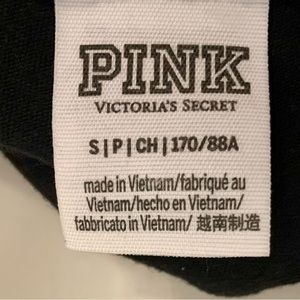 PINK
VICTORIA'S SECRET
S|P|CH|170/88A
made in Vietnam/fabriqué au
Vietnam/hecho en Vietnam/
fabbricato in Vietnam/ 越南制造